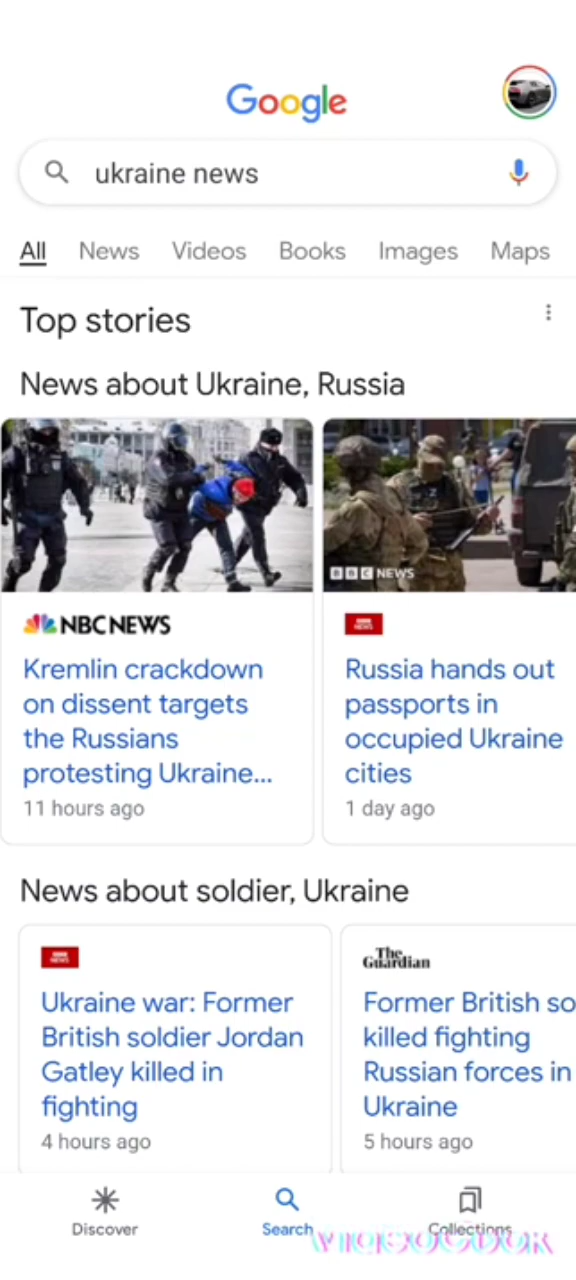 Google
ukraine news
All News Videos Books Images Maps
Top stories
News about Ukraine, Russia
BBC NEWS
NBC NEWS
Kremlin crackdown
on dissent targets
the Russians
protesting Ukraine...
11 hours ago
BBC NEWS
Russia hands out
passports in
occupied Ukraine
cities
1 day ago
News about soldier, Ukraine
BBC NEWS
Ukraine war: Former
British soldier Jordan
Gatley killed in
fighting
4 hours ago
The Guardian
Former British so
killed fighting
Russian forces in
Ukraine
5 hours ago
Discover Search Collections